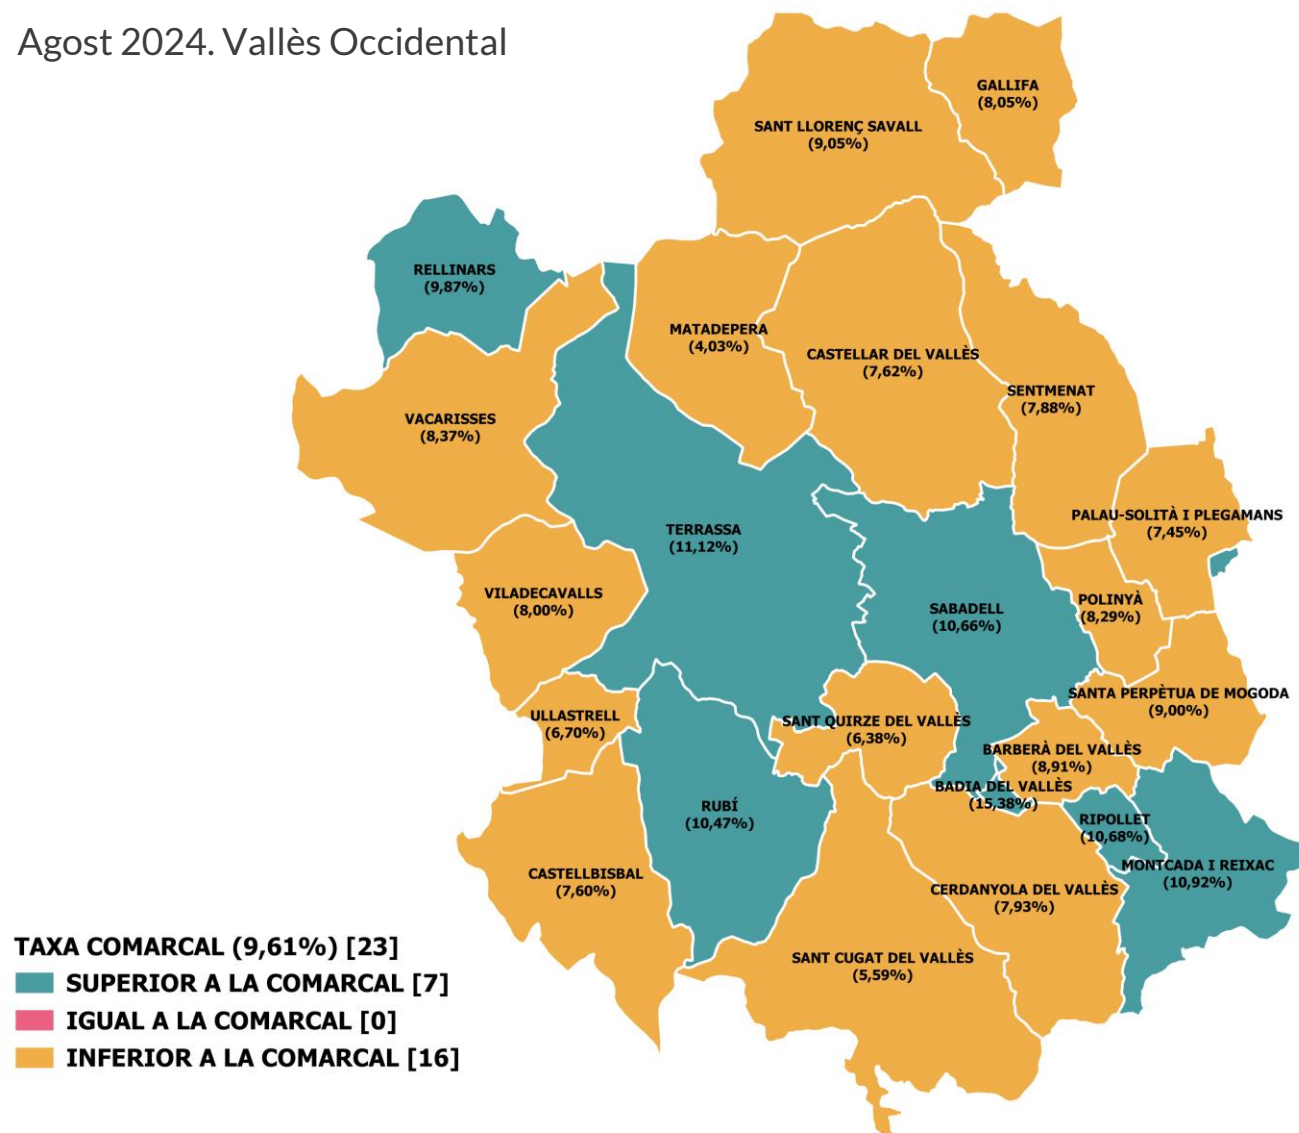 Agost 2024. Vallès Occidental
GALLIFA
(8,05%)
SANT LLORENÇ SAVALL
(9,05%)
RELLINARS
(9,87%)
MATADEPERA
(4,03%)
CASTELLAR DEL VALLÈS
(7,62%)
SENTMENAT
(7,88%)
VACARISSES
(8,37%)
PALAU-SOLITÀ I PLEGAMANS
(7,45%)
TERRASSA
(11,12%)
VILADECAVALLS
(8,00%)
SABADELL
(10,66%)
POLINYÀ
(8,29%)
SANTA PERPÈTUA DE MOGODA
(9,00%)
ULLASTRELL
(6,70%)
SANT QUIRZE DEL VALLÈS
(6,38%)
BARBERÀ DEL VALLÈS
(8,91%)
BADIA DEL VALLÈS
(15,38%)
RUBÍ
(10,47%)
RIPOLLET
(10,68%)
MONTCADA I REIXAC
(10,92%)
CASTELLBISBAL
(7,60%)
CERDANYOLA DEL VALLÈS
(7,93%)
SANT CUGAT DEL VALLÈS
(5,59%)
TAXA COMARCAL (9,61%) [23]
SUPERIOR A LA COMARCAL [7]
IGUAL A LA COMARCAL [0]
INFERIOR A LA COMARCAL [16]